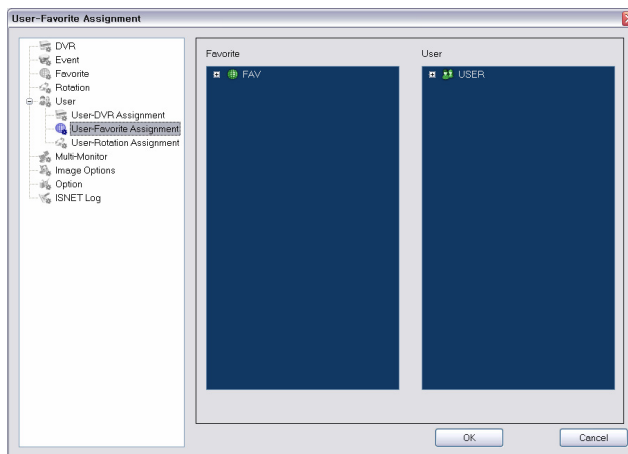 User-Favorite Assignment
DVR
Event
Favorite
Rotation
User
User-DVR Assignment
User-Favorite Assignment
User-Rotation Assignment
Multi-Monitor
Image Options
Option
ISNET Log
Favorite
User
FAV
USER
OK
Cancel